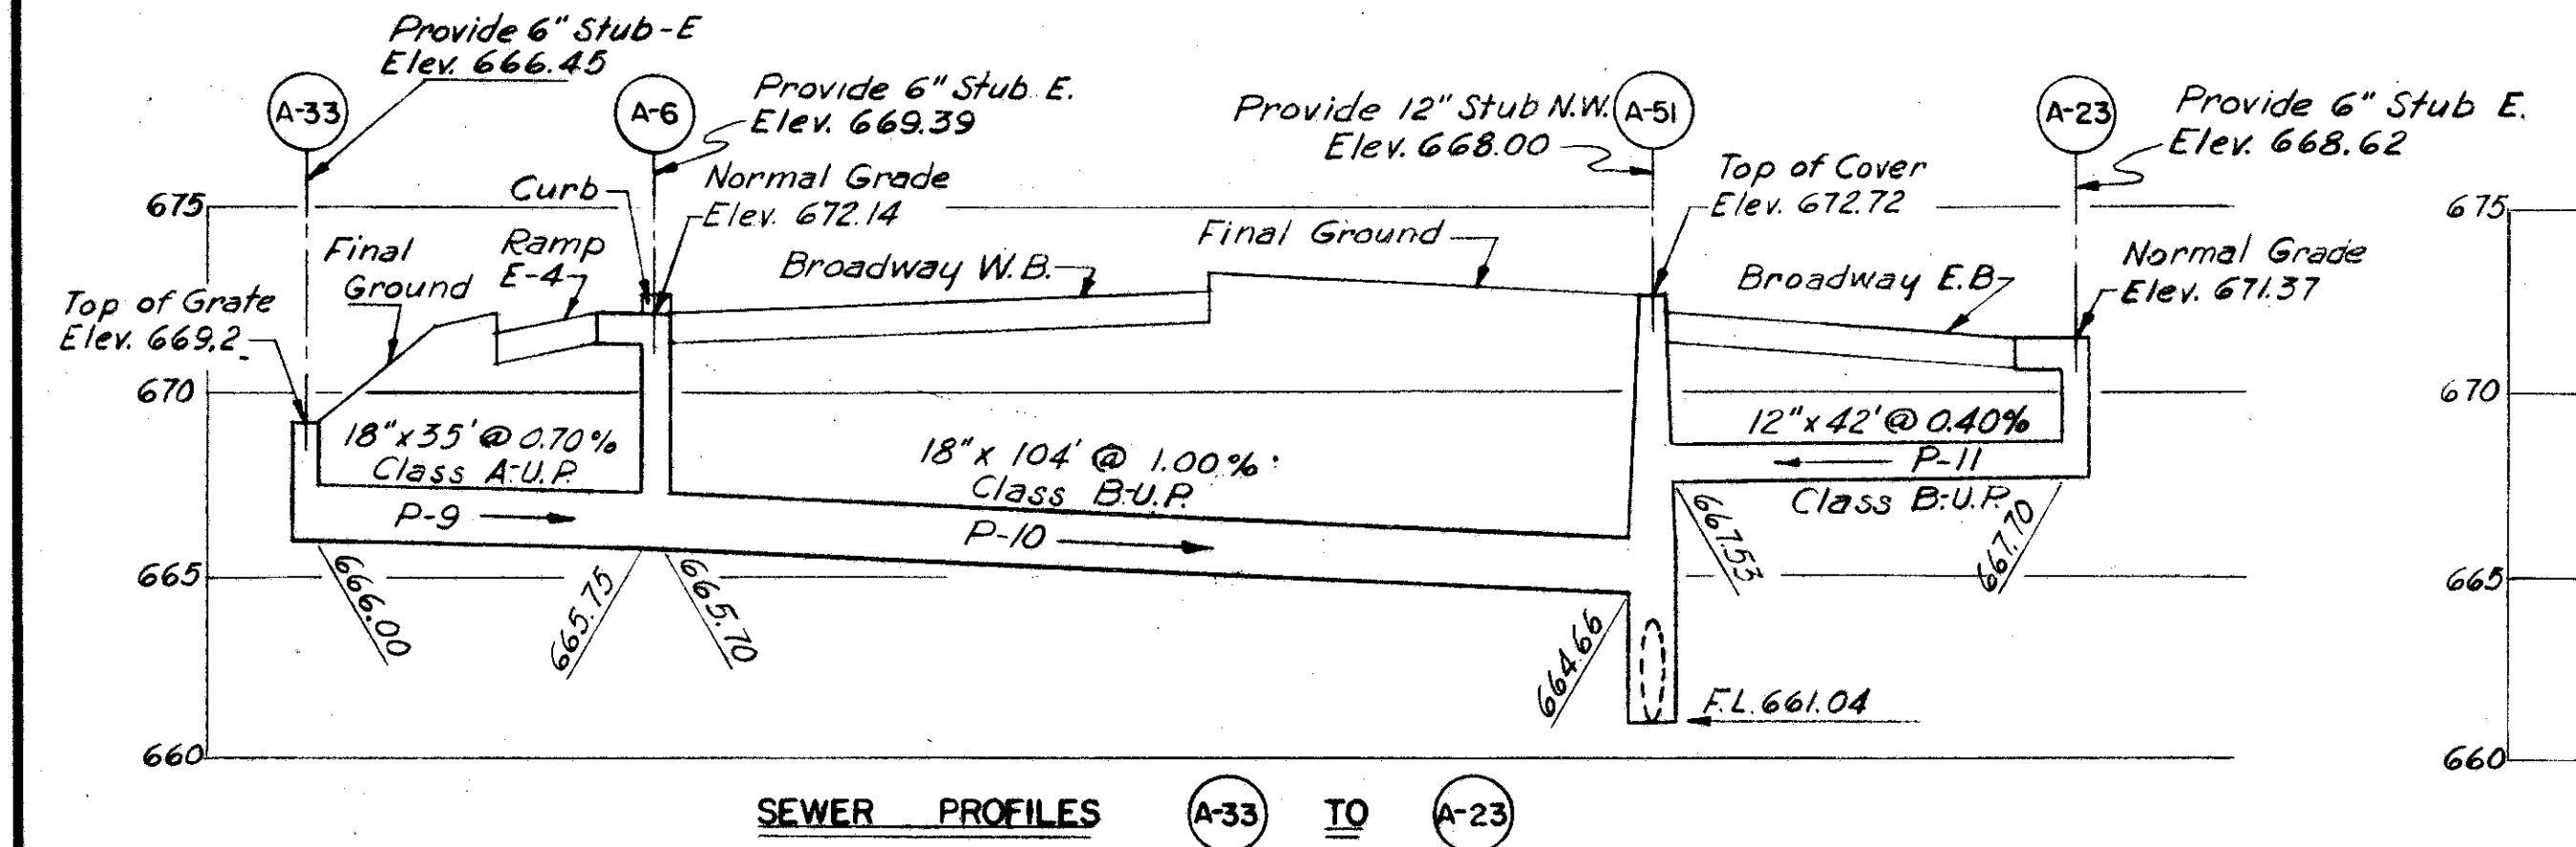 Provide 6" Stub-E
Elev. 666.45
A-33
A-6
Provide 6" Stub E.
Elev. 669.39
Provide 12" Stub N.W.
Elev. 668.00
A-51
A-23
Provide 6" Stub E.
Elev. 668.62
Curb
Normal Grade
Elev. 672.14
Top of Cover
Elev. 672.72
675
675
Final
Ground
Ramp
E-4
Broadway W.B.
Final Ground
Broadway E.B
Normal Grade
Elev. 671.37
Top of Grate
Elev. 669.2
670
670
18"x35' @ 0.70%
Class A-U.P.
18"x 104' @ 1.00%
Class B-U.P.
12"x42' @ 0.40%
P-11
Class B-U.P.
P-9
P-10
665
665
666.00
665.75
665.70
664.66
667.53
667.70
F.L. 661.04
660
660
SEWER PROFILES A-33 TO A-23